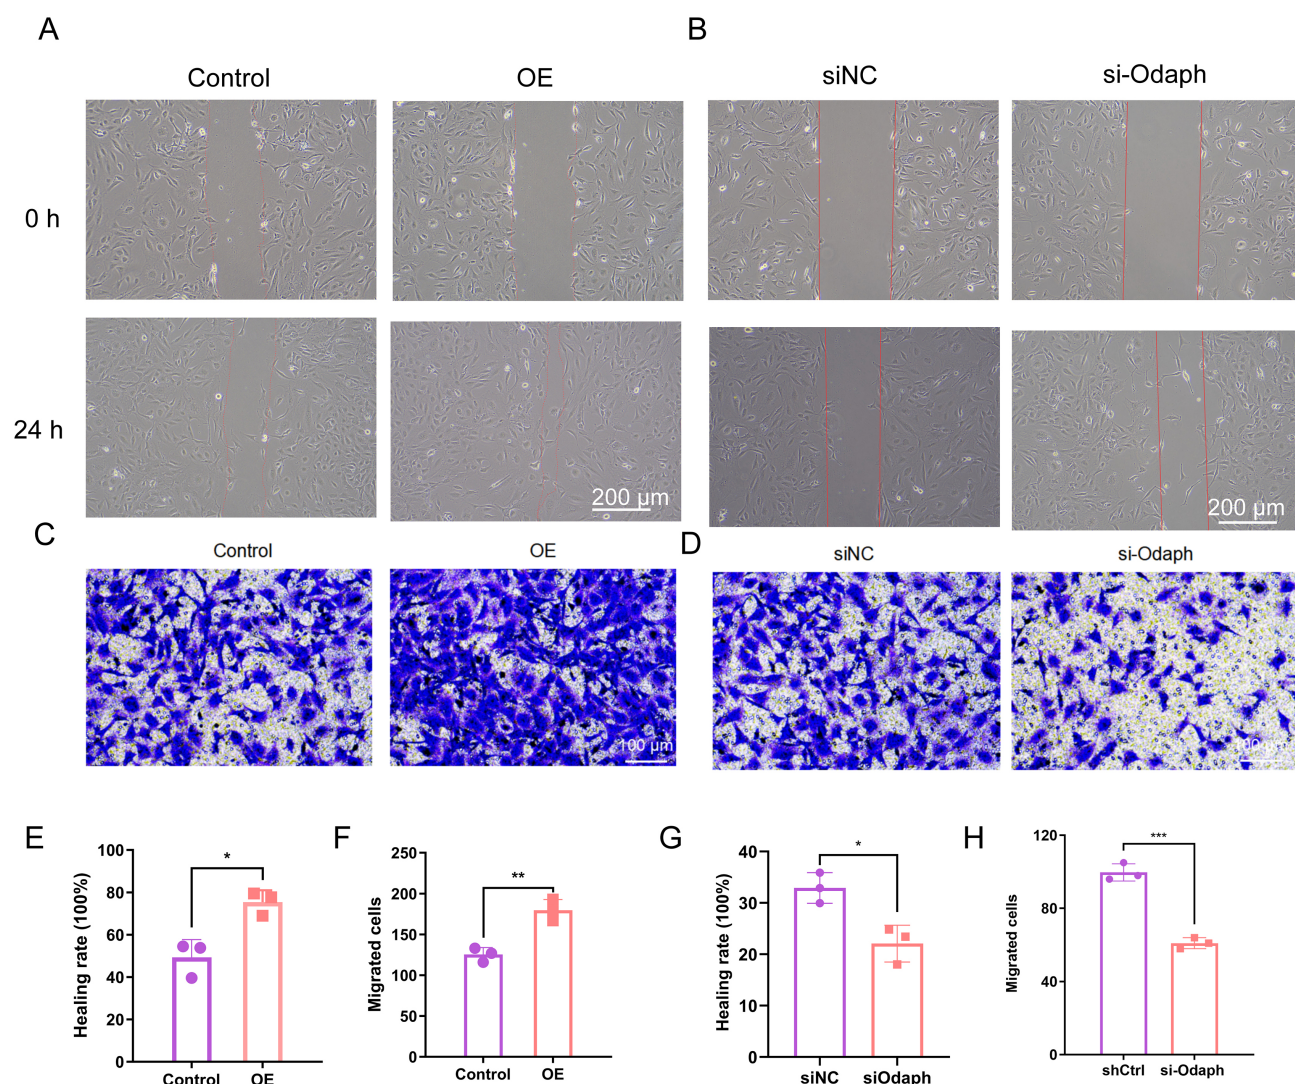 A
B
Control
OE
siNC
si-Odaph
0 h
24 h
200 μm
200 μm
C
D
Control
OE
siNC
si-Odaph
100 μm
100 μm
E
F
G
H
Healing rate (100%)
100
80
60
40
20
0
*
Control
OE
Migrated cells
250
200
150
100
50
0
**
Control
OE
Healing rate (100%)
40
30
20
10
0
*
siNC
siOdaph
Migrated cells
120
80
40
0
***
shCtrl
si-Odaph